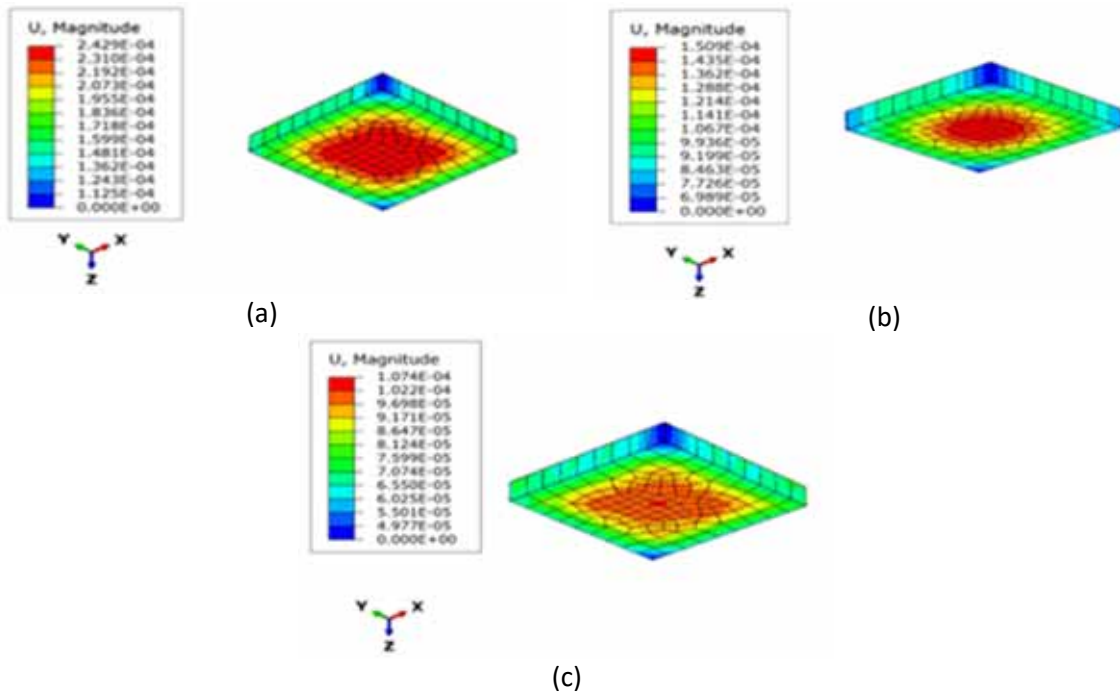 U, Magnitude
2.429E-04
2.310E-04
2.192E-04
2.073E-04
1.955E-04
1.836E-04
1.718E-04
1.599E-04
1.481E-04
1.362E-04
1.243E-04
1.125E-04
0.000E+00
Y X
Z
(a)
U, Magnitude
1.509E-04
1.435E-04
1.362E-04
1.288E-04
1.214E-04
1.141E-04
1.067E-04
9.936E-05
9.199E-05
8.463E-05
7.726E-05
6.989E-05
0.000E+00
Y X
Z
(b)
U, Magnitude
1.074E-04
1.022E-04
9.698E-05
9.171E-05
8.647E-05
8.124E-05
7.599E-05
7.074E-05
6.550E-05
6.025E-05
5.501E-05
4.977E-05
0.000E+00
Y X
Z
(c)